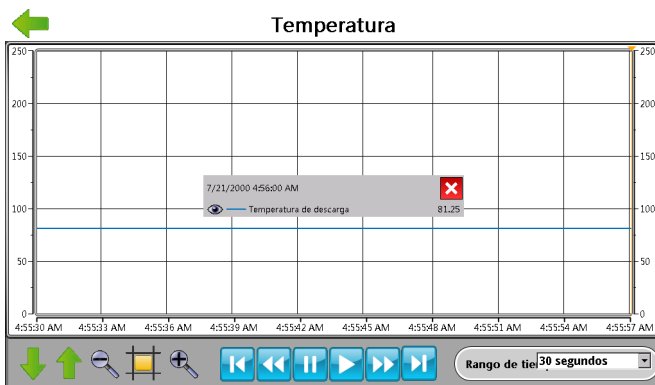 Temperatura
250 250
200 200
150 150
7/21/2000 4:56:00 AM
Temperatura de descarga 81.25
100 100
50 50
0 0
4:55:30 AM 4:55:33 AM 4:55:36 AM 4:55:39 AM 4:55:42 AM 4:55:45 AM 4:55:48 AM 4:55:51 AM 4:55:54 AM 4:55:57 AM
Rango de tie 30 segundos